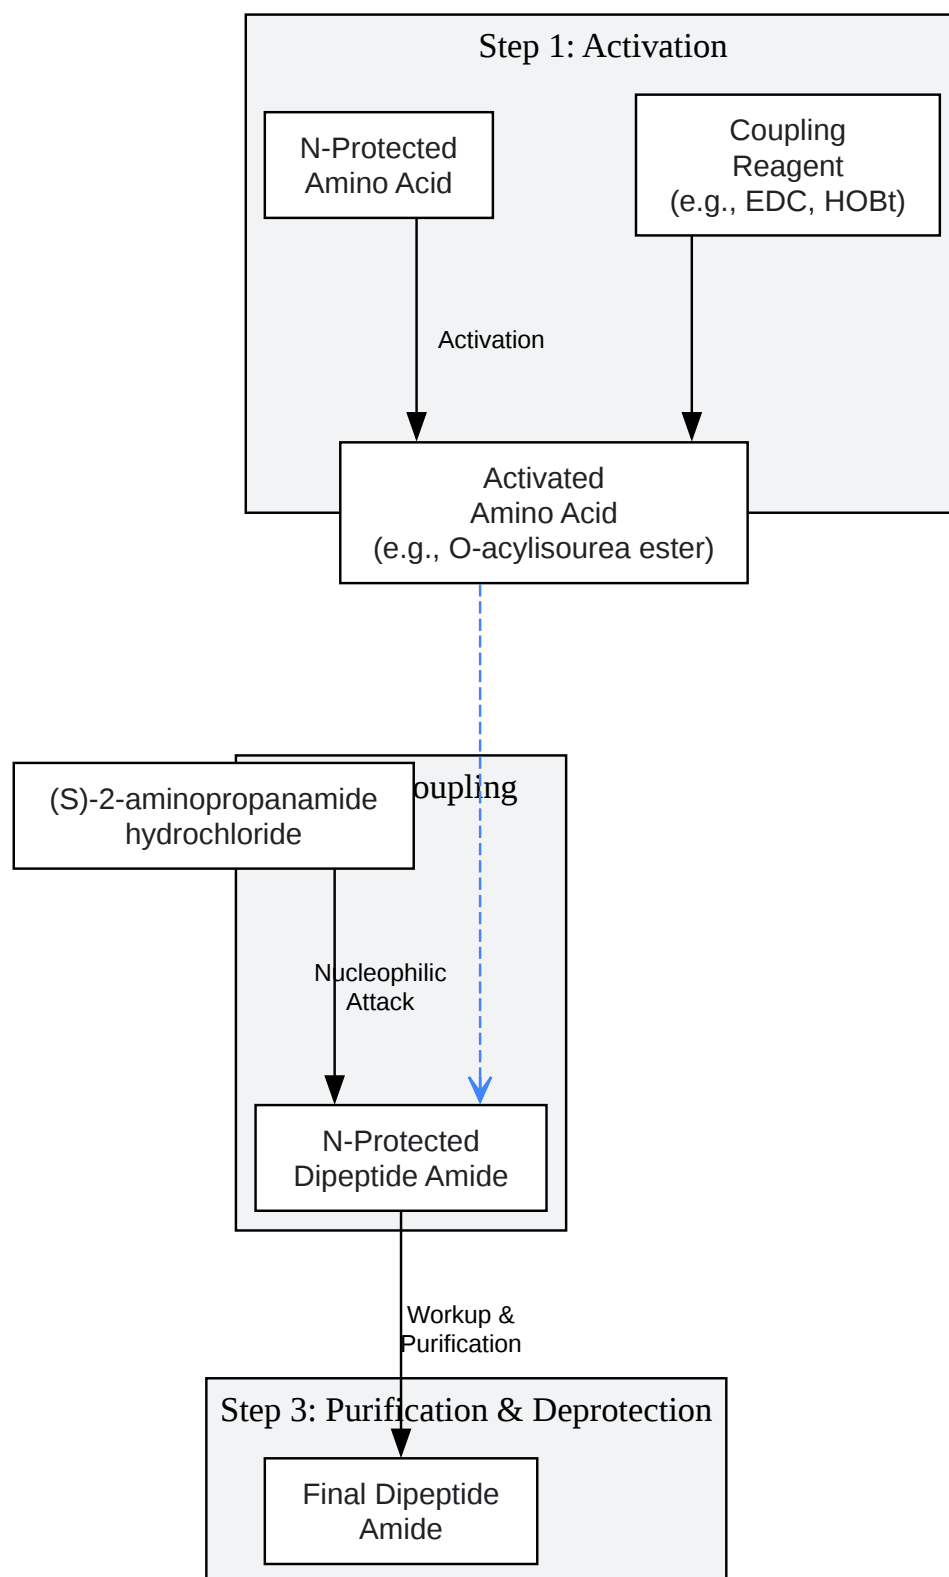 Step 1: Activation
N-Protected
Amino Acid
Coupling
Reagent
(e.g., EDC, HOBt)
Activation
Activated
Amino Acid
(e.g., O-acylisourea ester)
(S)-2-aminopropanamide
hydrochloride
oupling
Nucleophilic
Attack
N-Protected
Dipeptide Amide
Workup &
Purification
Step 3: Purification & Deprotection
Final Dipeptide
Amide